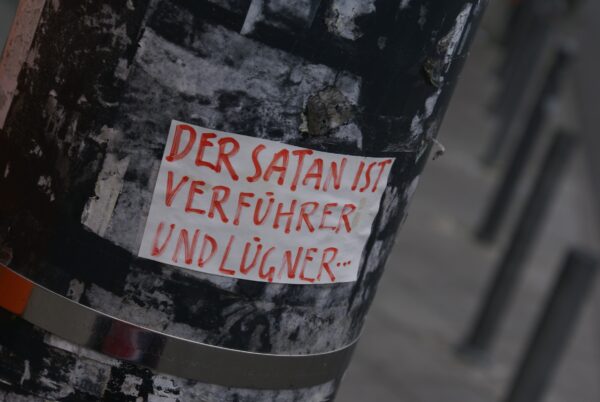 DER SATAN IST
VERFÜHRER
UND LÜGNER...